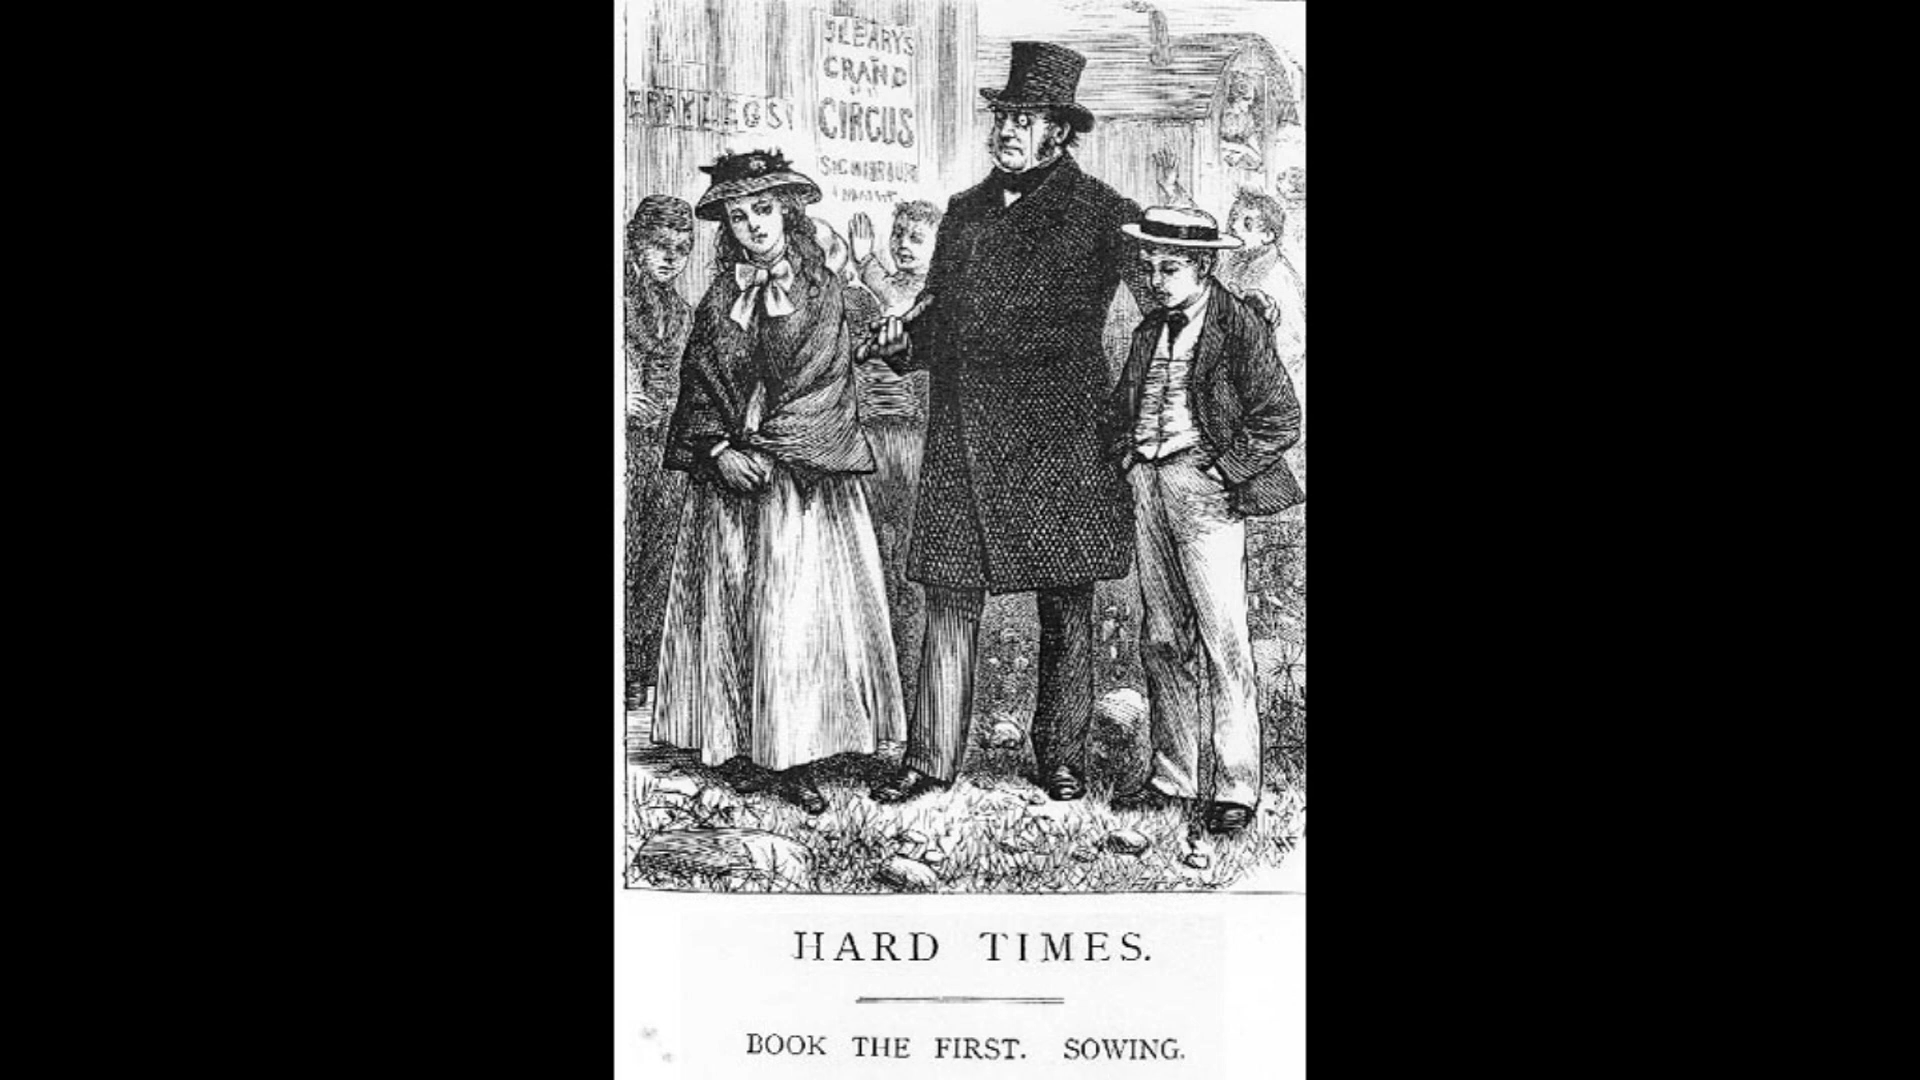 SLEARY'S
GRAND
CIRCUS
HARD TIMES.
BOOK THE FIRST. SOWING.